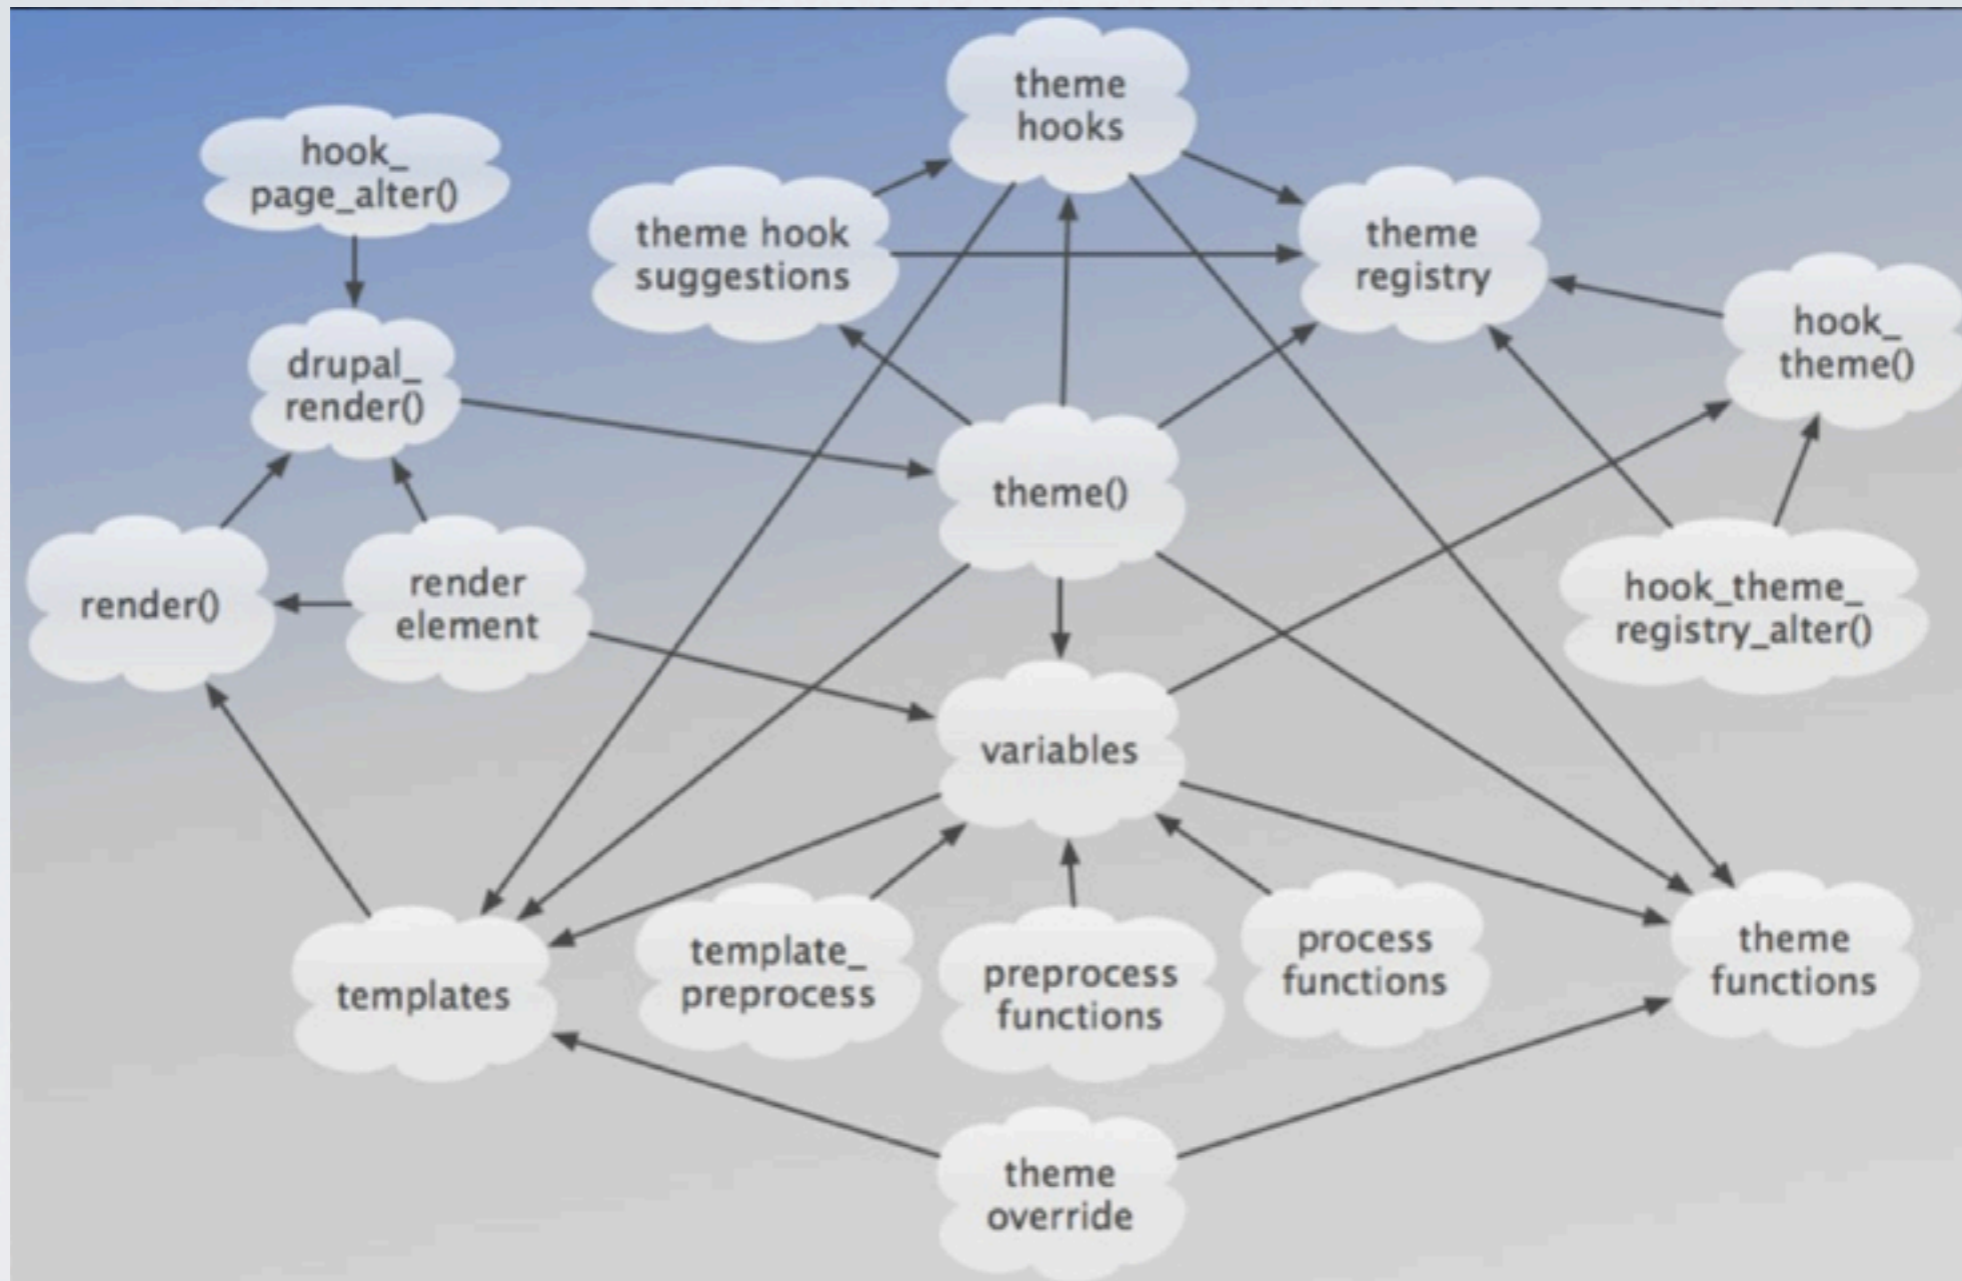 theme
hooks
hook_
page_alter()
theme hook
suggestions
theme
registry
hook_
theme()
drupal_
render()
theme()
render()
render
element
hook_theme_
registry_alter()
variables
templates
template_
preprocess
preprocess
functions
process
functions
theme
functions
theme
override